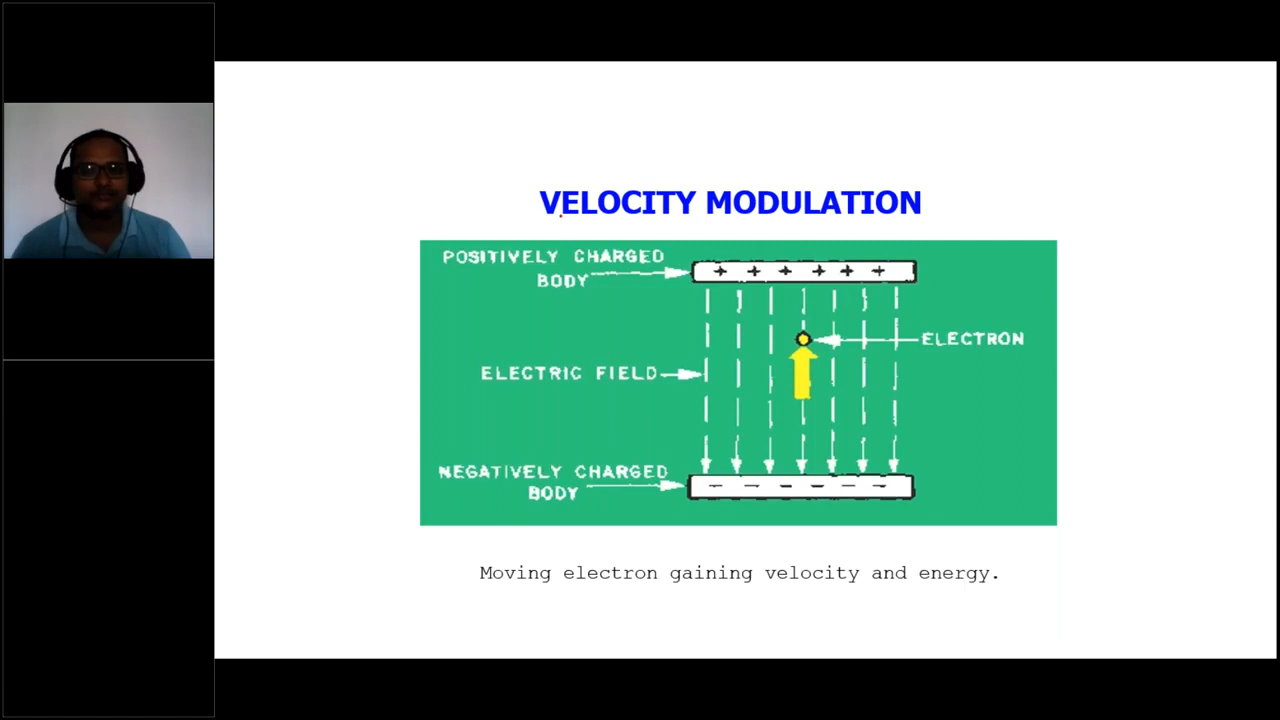 VELOCITY MODULATION
POSITIVELY CHARGED
BODY
+ + + + + +
ELECTRON
ELECTRIC FIELD
NEGATIVELY CHARGED
BODY
- - - - - -
Moving electron gaining velocity and energy.